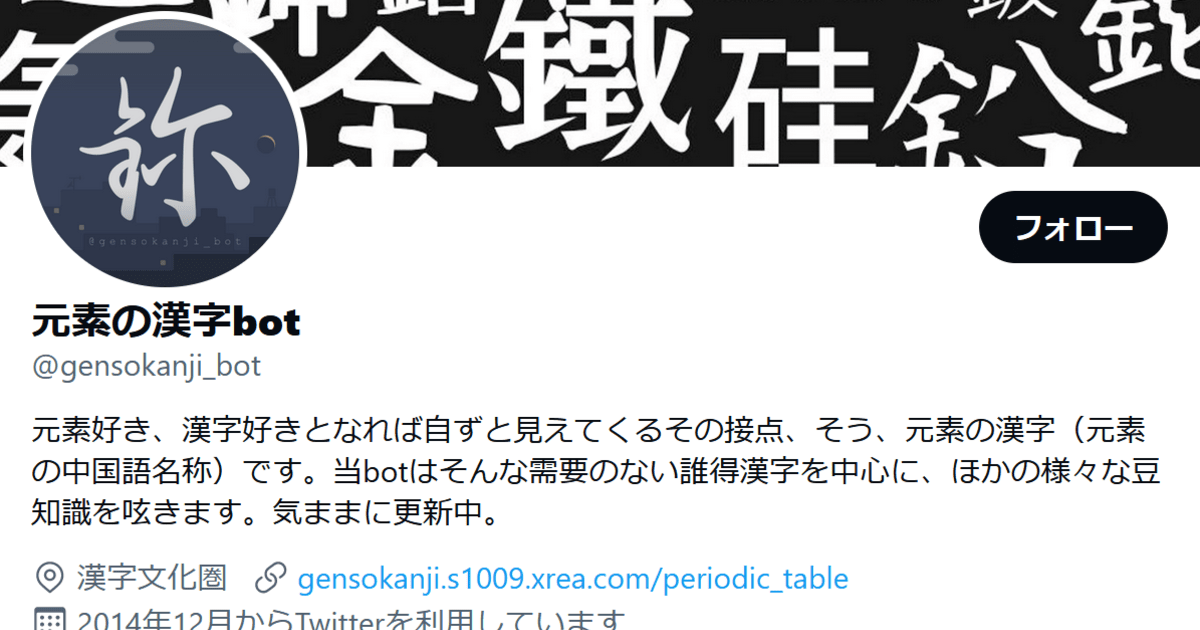 金 鐵 硅 鉛
鉨
@gensokanji_bot
フォロー
元素の漢字bot
@gensokanji_bot
元素好き、漢字好きとなれば自ずと見えてくるその接点、そう、元素の漢字（元素
の中国語名称）です。当botはそんな需要のない誰得漢字を中心に、ほかの様々な豆
知識を呟きます。気ままに更新中。
漢字文化圏 gensokanji.s1009.xrea.com/periodic_table
2014年12月からTwitterを利用しています